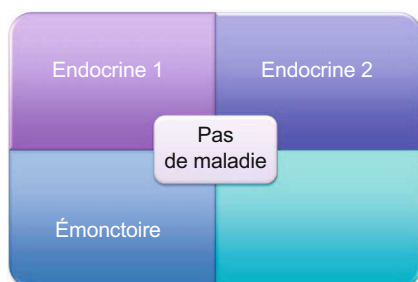 Endocrine 1
Endocrine 2
Pas
de maladie
Émonctoire